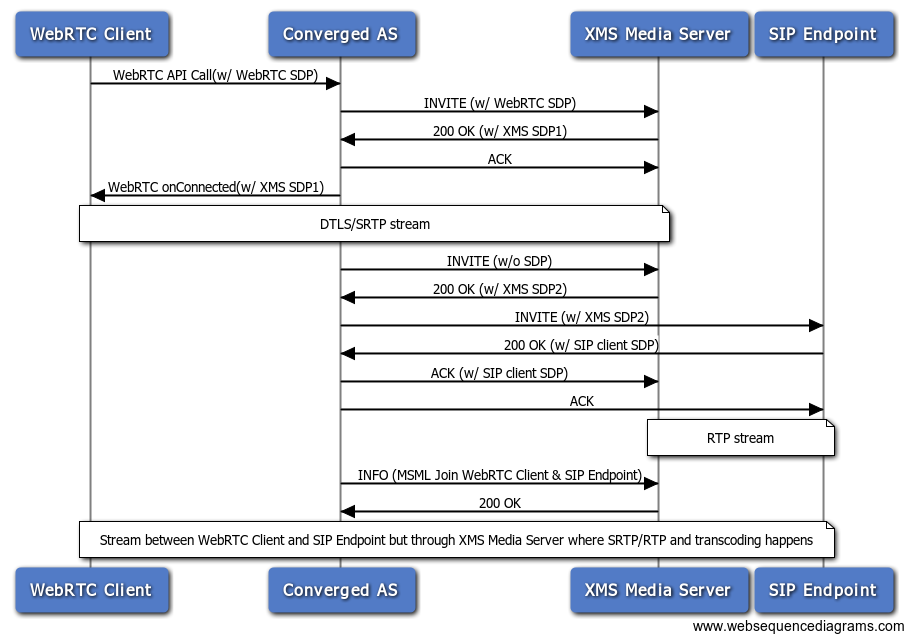 WebRTC Client
Converged AS
XMS Media Server
SIP Endpoint
WebRTC API Call(w/ WebRTC SDP)
INVITE (w/ WebRTC SDP)
200 OK (w/ XMS SDP1)
ACK
WebRTC onConnected(w/ XMS SDP1)
DTLS/SRTP stream
INVITE (w/o SDP)
200 OK (w/ XMS SDP2)
INVITE (w/ XMS SDP2)
200 OK (w/ SIP client SDP)
ACK (w/ SIP client SDP)
ACK
RTP stream
INFO (MSML Join WebRTC Client & SIP Endpoint)
200 OK
Stream between WebRTC Client and SIP Endpoint but through XMS Media Server where SRTP/RTP and transcoding happens
WebRTC Client
Converged AS
XMS Media Server
SIP Endpoint
www.websequencediagrams.com